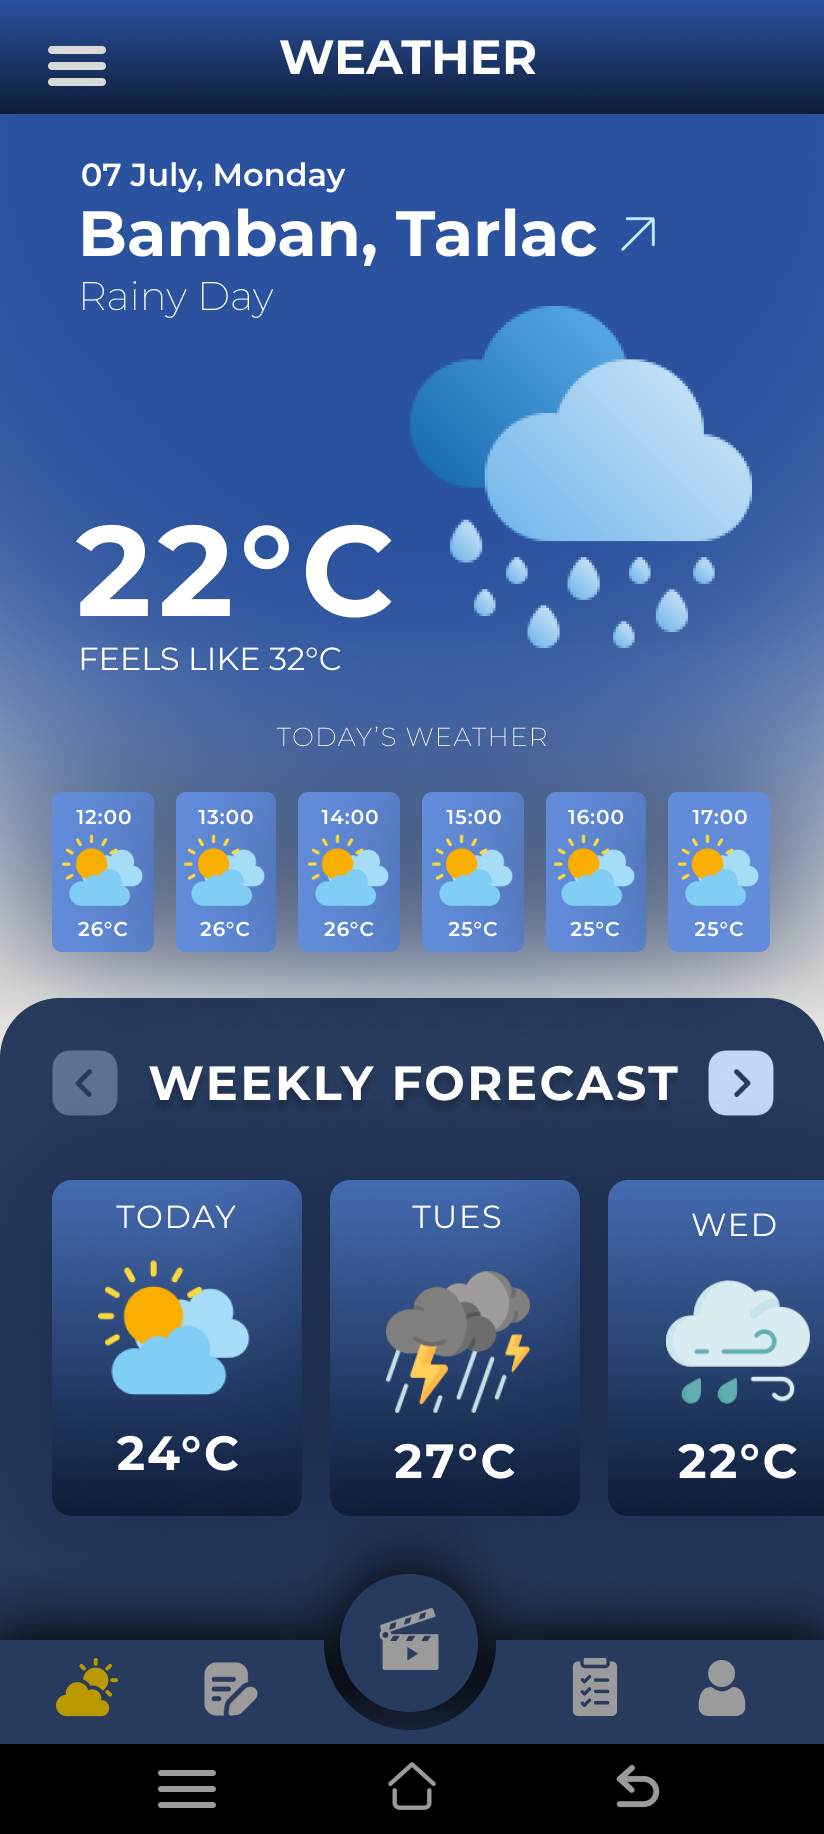 WEATHER
07 July, Monday
Bamban, Tarlac
Rainy Day
22°C
FEELS LIKE 32°C
TODAY'S WEATHER
12:00 13:00 14:00 15:00 16:00 17:00
26°C 26°C 26°C 25°C 25°C 25°C
WEEKLY FORECAST
TODAY TUES WED
24°C 27°C 22°C